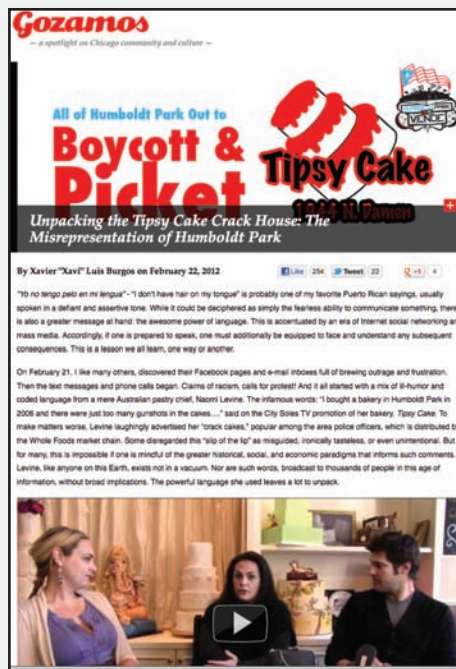 Gozamos
— a spotlight on Chicago community and culture —
All of Humboldt Park Out to
Boycott &
Picket
Tipsy Cake
N. Damen
VENDE
Unpacking the Tipsy Cake Crack House: The
Misrepresentation of Humboldt Park
By Xavier "Xavi" Luis Burgos on February 22, 2012
Like 254 Tweet 22 +1 4
"Yo no tengo pelo en mi lengua" - "I don't have hair on my tongue" is probably one of my favorite Puerto Rican sayings, usually
spoken in a defiant and assertive tone. While it could be deciphered as simply the fearless ability to communicate something, there
is also a greater message at hand: the awesome power of language. This is accentuated by an era of Internet social networking an
mass media. Accordingly, if one is prepared to speak, one must additionally be equipped to face and understand any subsequent
consequences. This is a lesson we all learn, one way or another.
On February 21, I like many others, discovered their Facebook pages and e-mail inboxes full of brewing outrage and frustration.
Then the text messages and phone calls began. Claims of racism, calls for protest! And it all started with a mix of ill-humor and
coded language from a mere Australian pastry chief, Naomi Levine. The infamous words: "I bought a bakery in Humboldt Park in
2006 and there were just too many gunshots in the cakes...." said on the City Soles TV promotion of her bakery, Tipsy Cake. To
make matters worse, Levine laughingly advertised her "crack cakes," popular among the area police officers, which is distributed b
the Whole Foods market chain. Some disregarded this "slip of the lip" as misguided, ironically tasteless, or even unintentional. But
for many, this is impossible if one is mindful of the greater historical, social, and economic paradigms that informs such comments.
Levine, like anyone on this Earth, exists not in a vacuum. Nor are such words, broadcast to thousands of people in this age of
information, without broad implications. The powerful language she used leaves a lot to unpack.